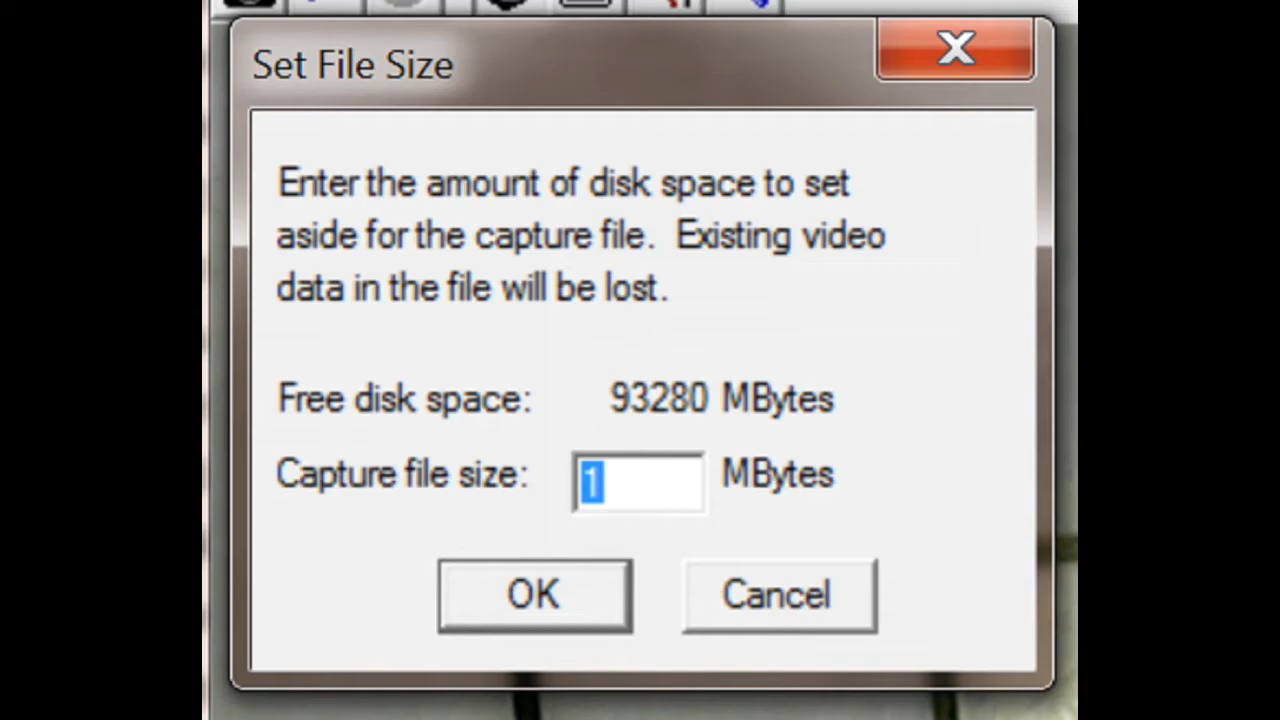 Set File Size
Enter the amount of disk space to set
aside for the capture file.  Existing video
data in the file will be lost.
Free disk space: 93280 MBytes
Capture file size: 1 MBytes
OK Cancel